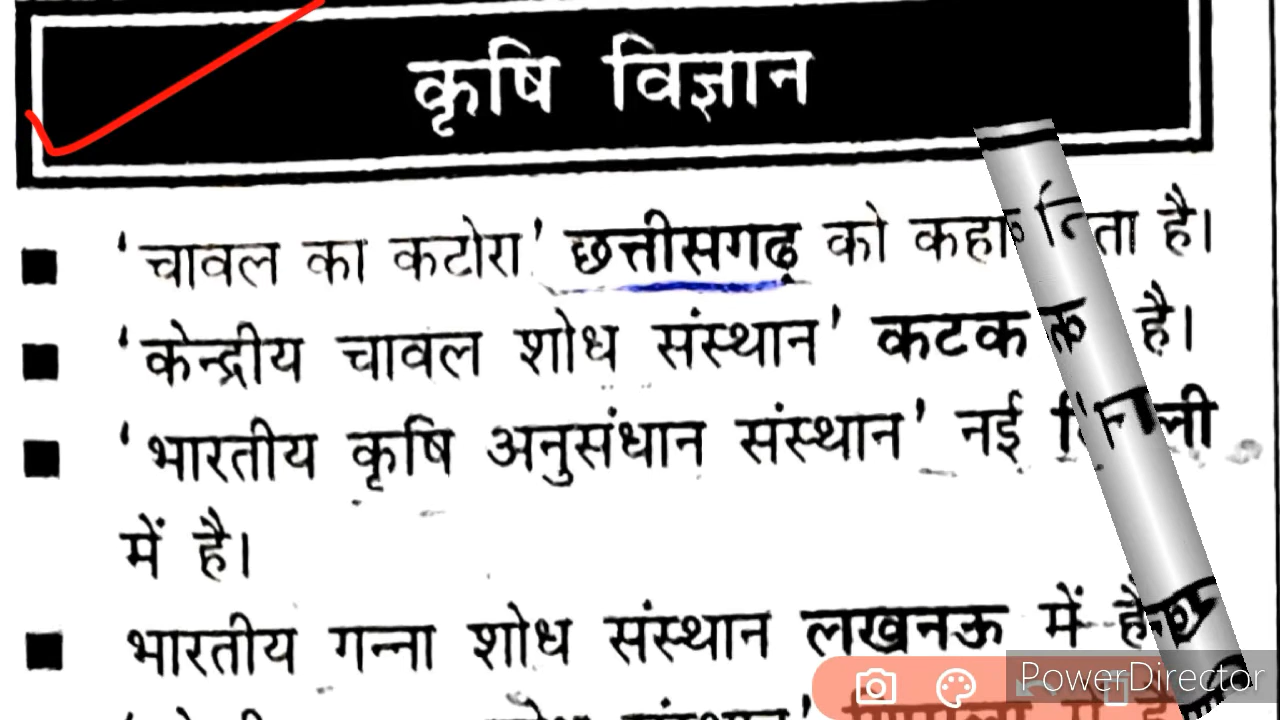 कृषि विज्ञान
■ 'चावल का कटोरा' छत्तीसगढ़ को कहा है।
■ 'केन्द्रीय चावल शोध संस्थान' कटक है।
■ 'भारतीय कृषि अनुसंधान संस्थान' नई
में है।
■ भारतीय गन्ना शोध संस्थान लखनऊ में
PowerDirector